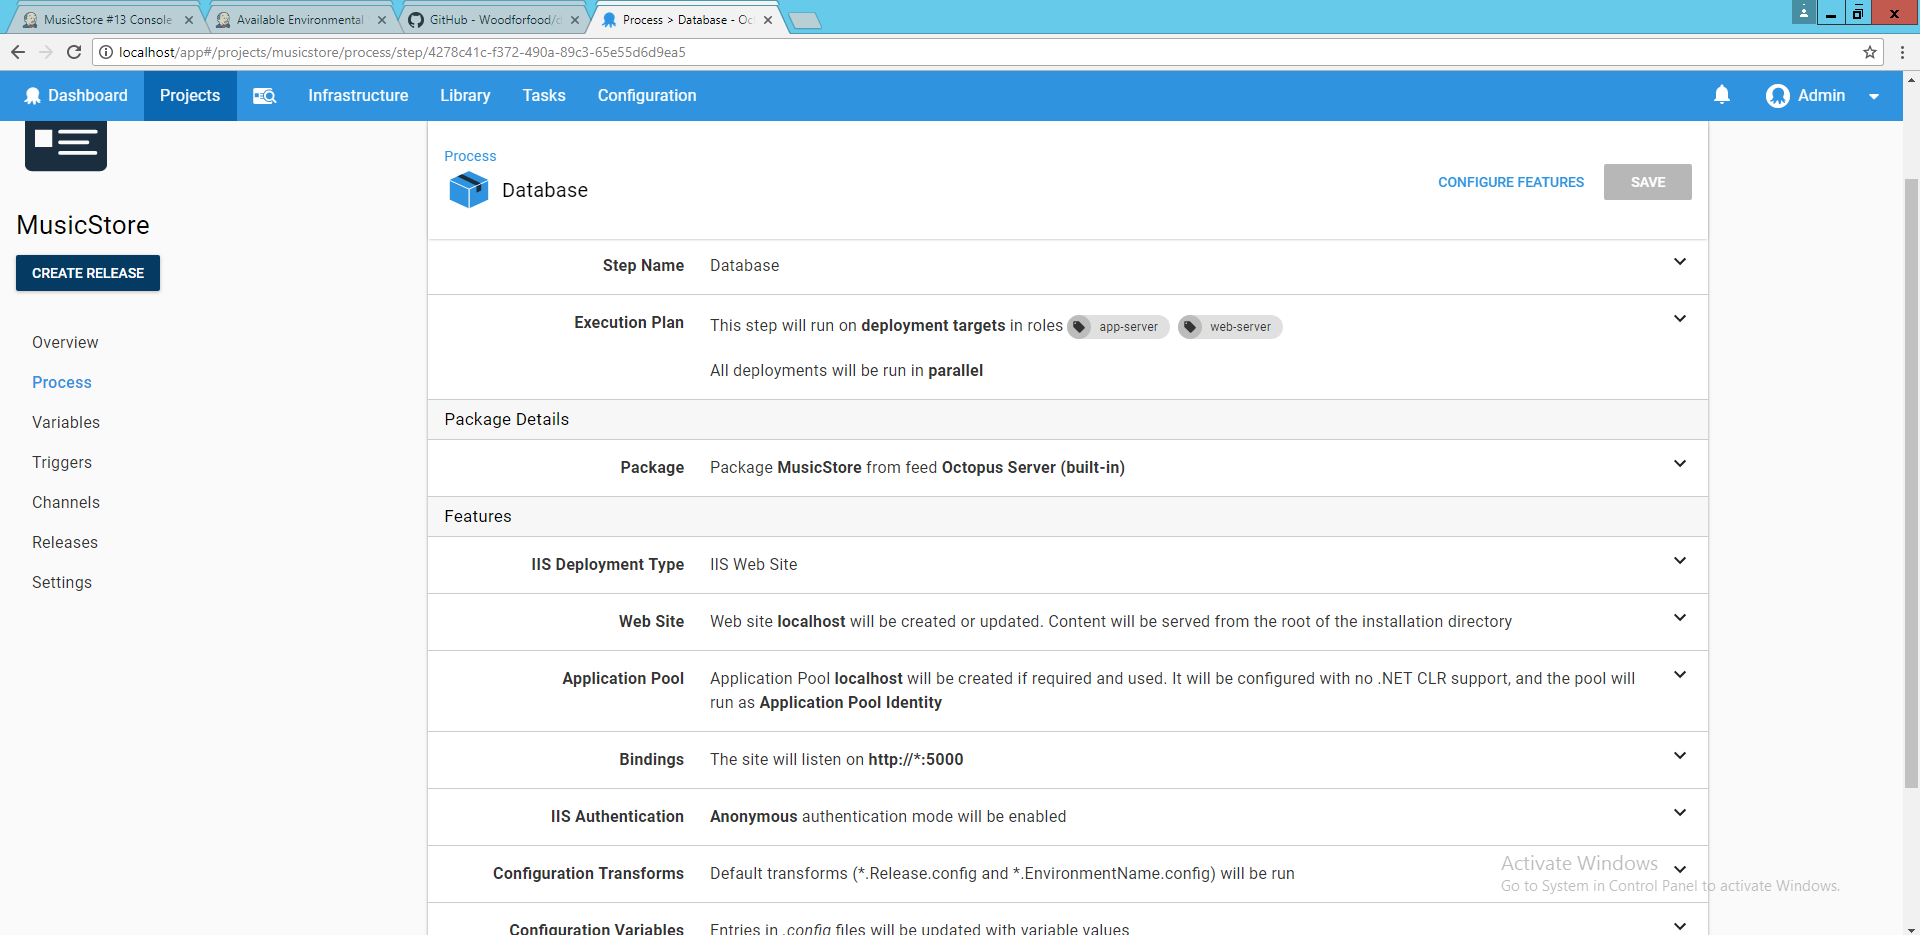 MusicStore #13 Console
Available Environmental
GitHub - Woodforfood/d
Process > Database - Oct
localhost/app#/projects/musicstore/process/step/4278c41c-f372-490a-89c3-65e55d6d9ea5
Dashboard
Projects
Infrastructure
Library
Tasks
Configuration
Admin
MusicStore
CREATE RELEASE
Overview
Process
Variables
Triggers
Channels
Releases
Settings
Process
Database
CONFIGURE FEATURES
SAVE
Step Name Database
Execution Plan This step will run on deployment targets in roles app-server web-server
All deployments will be run in parallel
Package Details
Package Package MusicStore from feed Octopus Server (built-in)
Features
IIS Deployment Type IIS Web Site
Web Site Web site localhost will be created or updated. Content will be served from the root of the installation directory
Application Pool Application Pool localhost will be created if required and used. It will be configured with no .NET CLR support, and the pool will
run as Application Pool Identity
Bindings The site will listen on http://*:5000
IIS Authentication Anonymous authentication mode will be enabled
Configuration Transforms Default transforms (*.Release.config and *.EnvironmentName.config) will be run
Configuration Variables Entries in .config files will be updated with variable values
Activate Windows
Go to System in Control Panel to activate Windows.